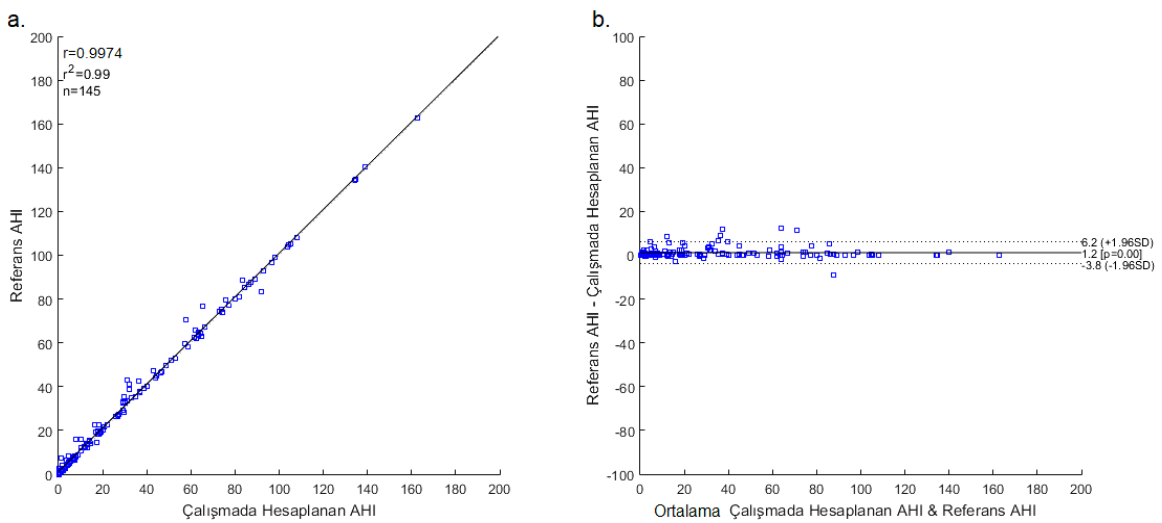 a.
200
180
160
140
120
100
80
60
40
20
0
Referans AHI
r=0.9974
r²=0.99
n=145
0 20 40 60 80 100 120 140 160 180 200
Çalışmada Hesaplanan AHI
b.
100
80
60
40
20
0
-20
-40
-60
-80
-100
Referans AHI - Çalışmada Hesaplanan AHI
6.2 (+1.96SD)
1.2 [p=0.00]
-3.8 (-1.96SD)
0 20 40 60 80 100 120 140 160 180 200
Ortalama Çalışmada Hesaplanan AHI & Referans AHI